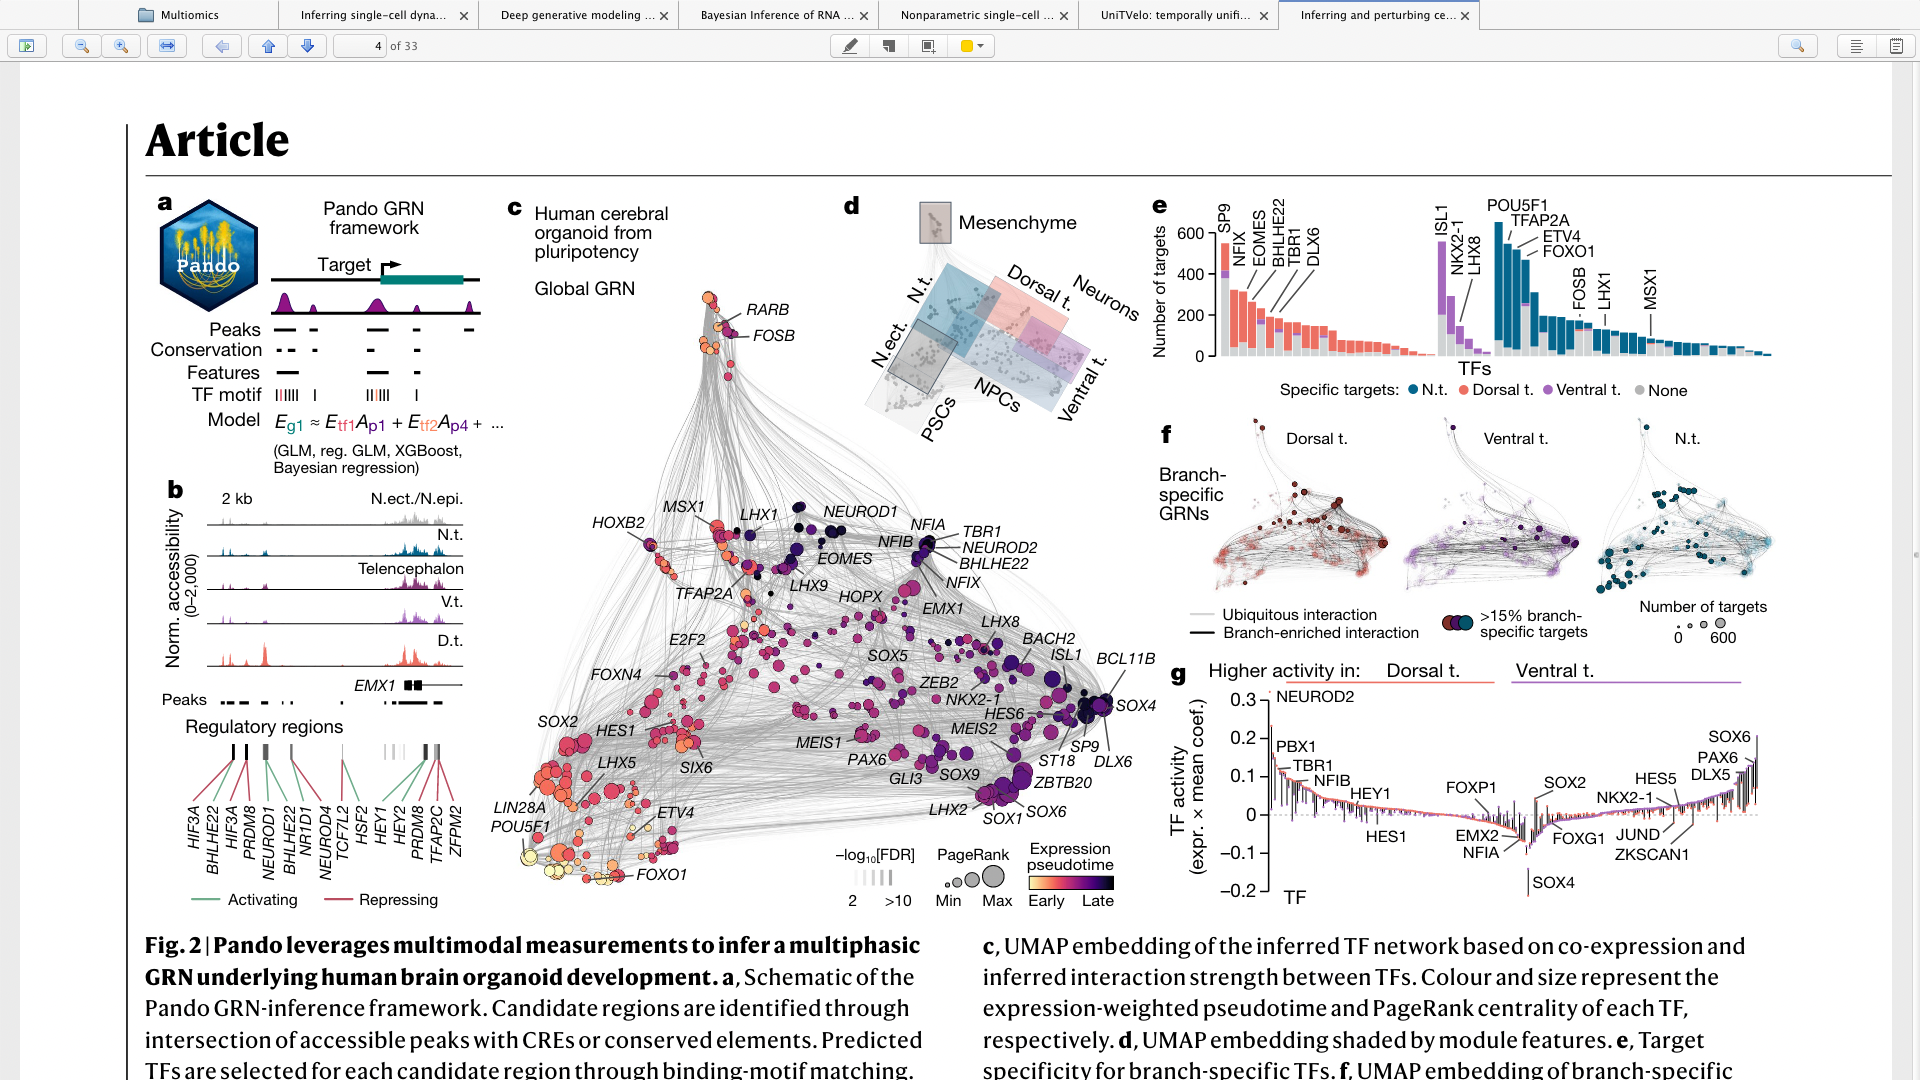 Multiomics
Inferring single-cell dyna...
Deep generative modeling ...
Bayesian Inference of RNA ...
Nonparametric single-cell ...
UniTVelo: temporally unifi...
Inferring and perturbing ce...
4 of 33
Article
a
Pando
Pando GRN
framework
Target
Peaks
Conservation
Features
TF motif
Model
Eg1 ≈ Etf1Ap1 + Etf2Ap4 + ...
(GLM, reg. GLM, XGBoost,
Bayesian regression)
b
2 kb
N.ect./N.epi.
N.t.
Telencephalon
V.t.
D.t.
Norm. accessibility
(0–2,000)
EMX1
Peaks
Regulatory regions
HIF3A
BHLHE22
HIF3A
PRDM8
NEUROD1
BHLHE22
NR1D1
NEUROD4
TCF7L2
HSF2
HEY1
HEY2
PRDM8
TFAP2C
ZFPM2
Activating
Repressing
c
Human cerebral
organoid from
pluripotency
Global GRN
RARB
FOSB
MSX1
LHX1
NEUROD1
HOXB2
NFIA
TBR1
NFIB
NEUROD2
EOMES
BHLHE22
LHX9
NFIX
TFAP2A
HOPX
EMX1
LHX8
E2F2
BACH2
SOX5
ISL1
BCL11B
FOXN4
ZEB2
NKX2-1
SOX4
HES6
SOX2
HES1
MEIS2
MEIS1
SP9
PAX6
ST18
DLX6
LHX5
SIX6
GLI3
SOX9
ZBTB20
LIN28A
ETV4
LHX2
SOX1
SOX6
POU5F1
FOXO1
–log10[FDR]
2
>10
PageRank
Min
Max
Expression
pseudotime
Early
Late
d
Mesenchyme
N.t.
Dorsal t.
Neurons
N.ect.
PSCs
NPCs
Ventral t.
e
Number of targets
600
400
200
0
SP9
NFIX
EOMES
BHLHE22
TBR1
DLX6
ISL1
NKX2-1
LHX8
POU5F1
TFAP2A
ETV4
FOXO1
FOSB
LHX1
MSX1
TFs
Specific targets: N.t. Dorsal t. Ventral t. None
f
Dorsal t.
Ventral t.
N.t.
Branch-
specific
GRNs
Ubiquitous interaction
Branch-enriched interaction
>15% branch-
specific targets
Number of targets
0
600
g
Higher activity in: Dorsal t. Ventral t.
TF activity
(expr. × mean coef.)
0.3
0.2
0.1
0
–0.1
–0.2
NEUROD2
PBX1
TBR1
NFIB
HEY1
HES1
FOXP1
EMX2
NFIA
SOX2
FOXG1
SOX4
HES5
NKX2-1
JUND
ZKSCAN1
SOX6
PAX6
DLX5
TF
Fig. 2 | Pando leverages multimodal measurements to infer a multiphasic
GRN underlying human brain organoid development. a, Schematic of the
Pando GRN-inference framework. Candidate regions are identified through
intersection of accessible peaks with CREs or conserved elements. Predicted
TFs are selected for each candidate region through binding-motif matching.
c, UMAP embedding of the inferred TF network based on co-expression and
inferred interaction strength between TFs. Colour and size represent the
expression-weighted pseudotime and PageRank centrality of each TF,
respectively. d, UMAP embedding shaded by module features. e, Target
specificity for branch-specific TFs. f, UMAP embedding of branch-specific